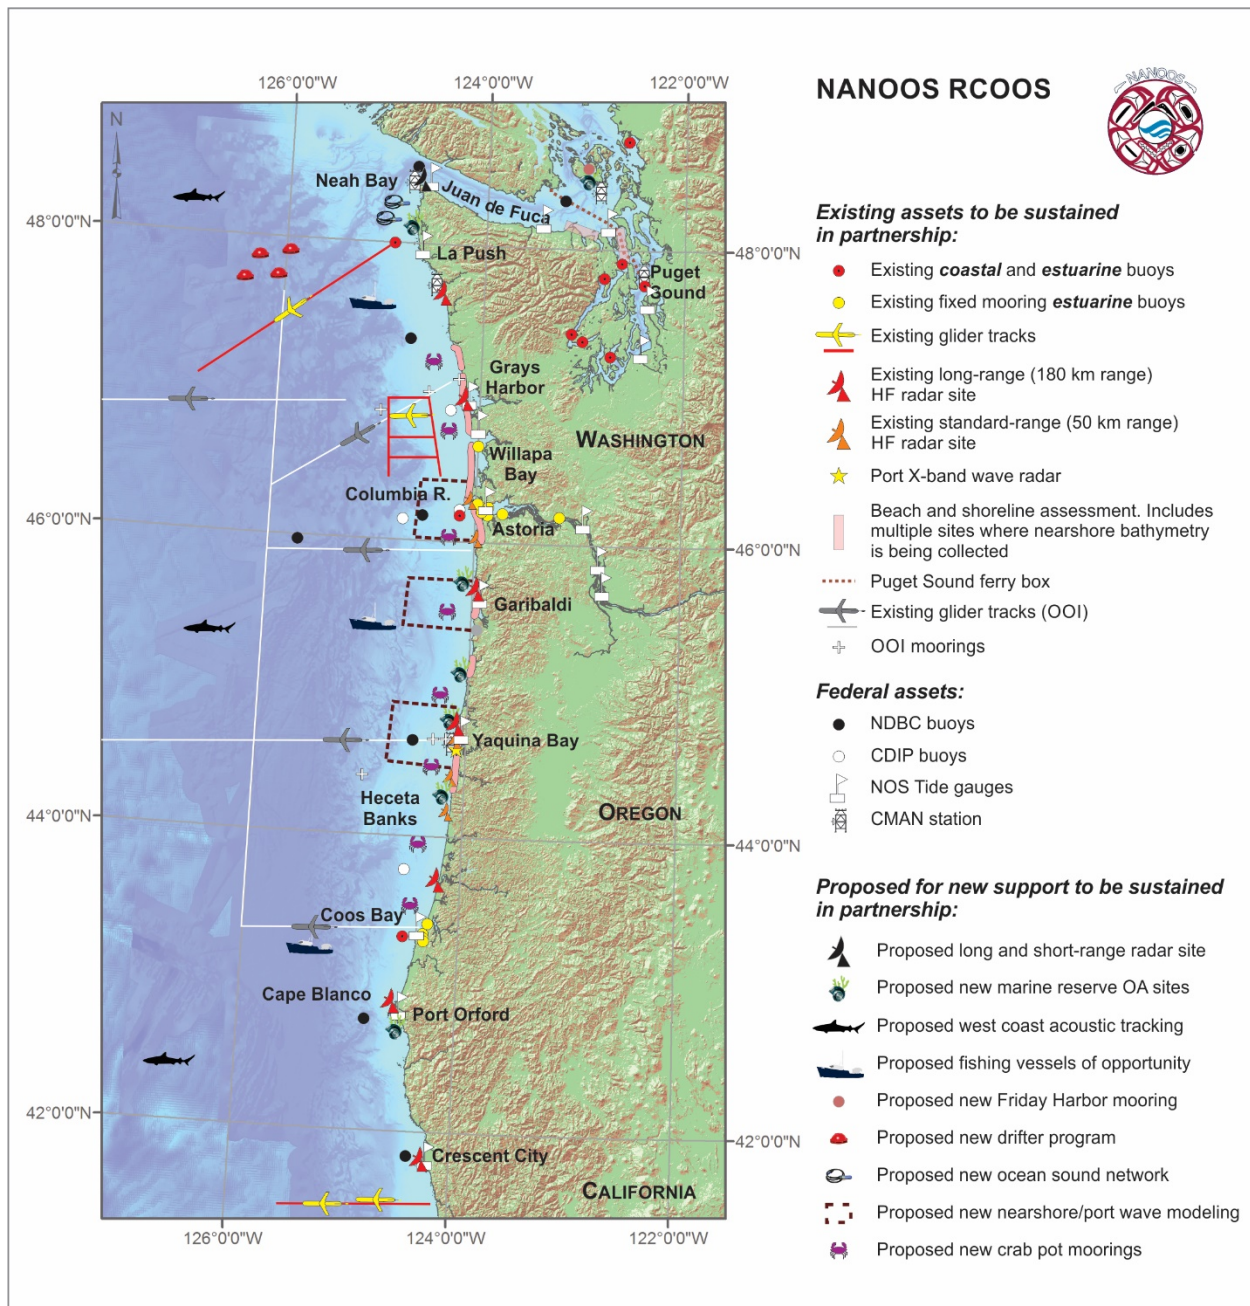 126°0'0"W
124°0'0"W
122°0'0"W
N
48°0'0"N
46°0'0"N
44°0'0"N
42°0'0"N
Neah Bay
Juan de Fuca
La Push
Puget
Sound
Grays
Harbor
WASHINGTON
Willapa
Bay
Columbia R.
Astoria
Garibaldi
Yaquina Bay
Heceta
Banks
OREGON
Coos Bay
Cape Blanco
Port Orford
Crescent City
CALIFORNIA
48°0'0"N
46°0'0"N
44°0'0"N
42°0'0"N
126°0'0"W
124°0'0"W
122°0'0"W
NANOOS RCOOS
NANOOS
Existing assets to be sustained
in partnership:
Existing coastal and estuarine buoys
Existing fixed mooring estuarine buoys
Existing glider tracks
Existing long-range (180 km range)
HF radar site
Existing standard-range (50 km range)
HF radar site
Port X-band wave radar
Beach and shoreline assessment. Includes
multiple sites where nearshore bathymetry
is being collected
Puget Sound ferry box
Existing glider tracks (OOI)
OOI moorings
Federal assets:
NDBC buoys
CDIP buoys
NOS Tide gauges
CMAN station
Proposed for new support to be sustained
in partnership:
Proposed long and short-range radar site
Proposed new marine reserve OA sites
Proposed west coast acoustic tracking
Proposed fishing vessels of opportunity
Proposed new Friday Harbor mooring
Proposed new drifter program
Proposed new ocean sound network
Proposed new nearshore/port wave modeling
Proposed new crab pot moorings